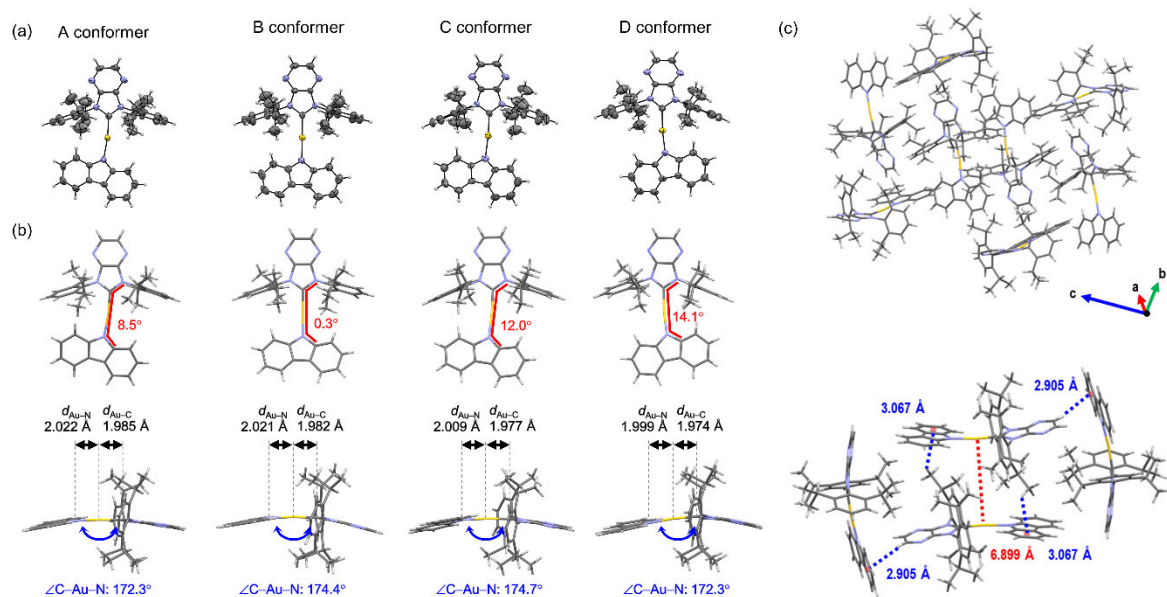 (a)
A conformer
B conformer
C conformer
D conformer
(b)
8.5°
0.3°
12.0°
14.1°
dAu–N dAu–C
2.022 Å 1.985 Å
dAu–N dAu–C
2.021 Å 1.982 Å
dAu–N dAu–C
2.009 Å 1.977 Å
dAu–N dAu–C
1.999 Å 1.974 Å
∠C–Au–N: 172.3°
∠C–Au–N: 174.4°
∠C–Au–N: 174.7°
∠C–Au–N: 172.3°
(c)
b
a
c
2.905 Å
3.067 Å
6.899 Å
3.067 Å
2.905 Å